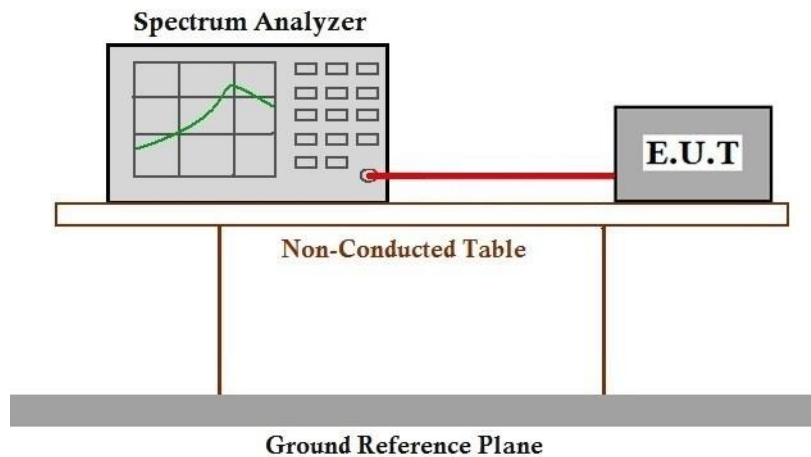 Spectrum Analyzer
E.U.T
Non-Conducted Table
Ground Reference Plane